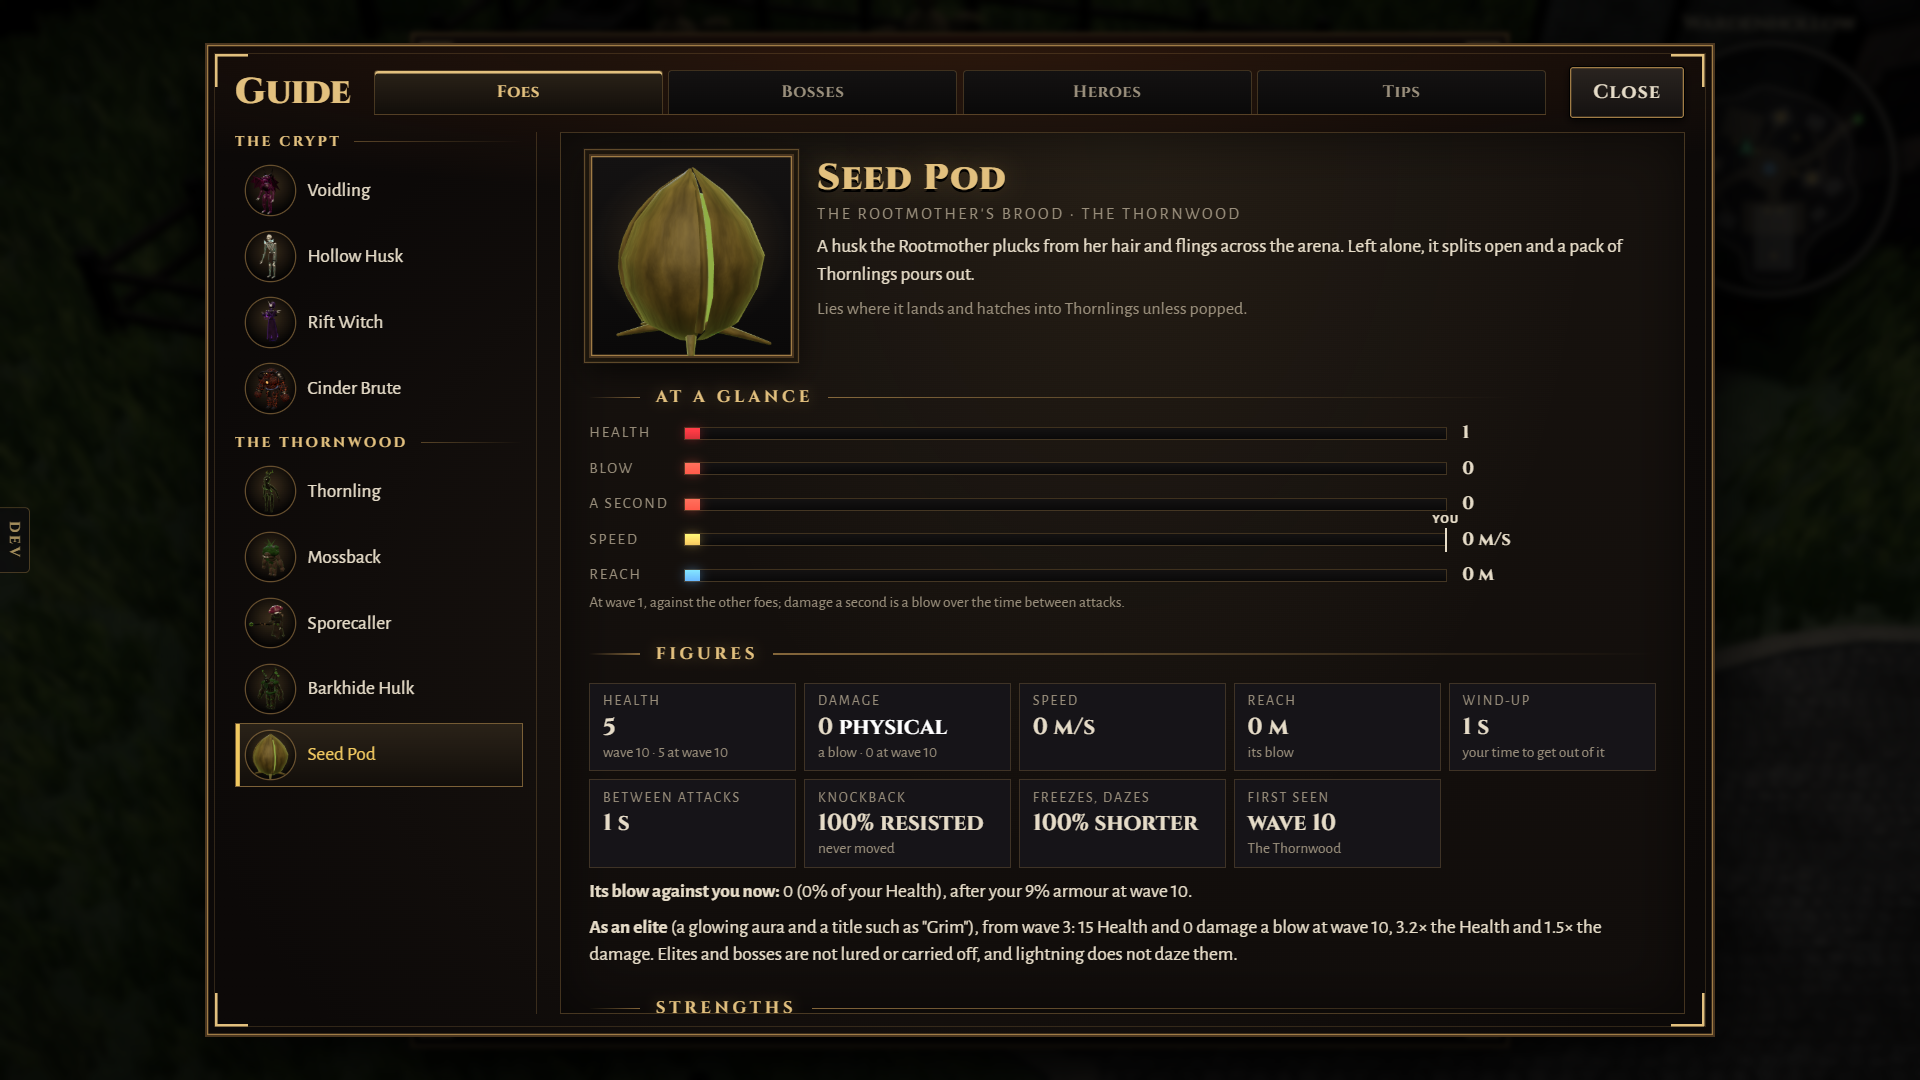 GUIDE
FOES
BOSSES
HEROES
TIPS
CLOSE
THE CRYPT
Voidling
Hollow Husk
Rift Witch
Cinder Brute
THE THORNWOOD
Thornling
Mossback
Sporecaller
Barkhide Hulk
Seed Pod
DEV
SEED POD
THE ROOTMOTHER'S BROOD · THE THORNWOOD
A husk the Rootmother plucks from her hair and flings across the arena. Left alone, it splits open and a pack of
Thornlings pours out.
Lies where it lands and hatches into Thornlings unless popped.
AT A GLANCE
HEALTH 1
BLOW 0
A SECOND 0
YOU
SPEED 0 M/S
REACH 0 M
At wave 1, against the other foes; damage a second is a blow over the time between attacks.
FIGURES
HEALTH
5
wave 10 · 5 at wave 10
DAMAGE
0 PHYSICAL
a blow · 0 at wave 10
SPEED
0 M/S
REACH
0 M
its blow
WIND-UP
1 S
your time to get out of it
BETWEEN ATTACKS
1 S
KNOCKBACK
100% RESISTED
never moved
FREEZES, DAZES
100% SHORTER
FIRST SEEN
WAVE 10
The Thornwood
Its blow against you now: 0 (0% of your Health), after your 9% armour at wave 10.
As an elite (a glowing aura and a title such as "Grim"), from wave 3: 15 Health and 0 damage a blow at wave 10, 3.2× the Health and 1.5× the
damage. Elites and bosses are not lured or carried off, and lightning does not daze them.
STRENGTHS